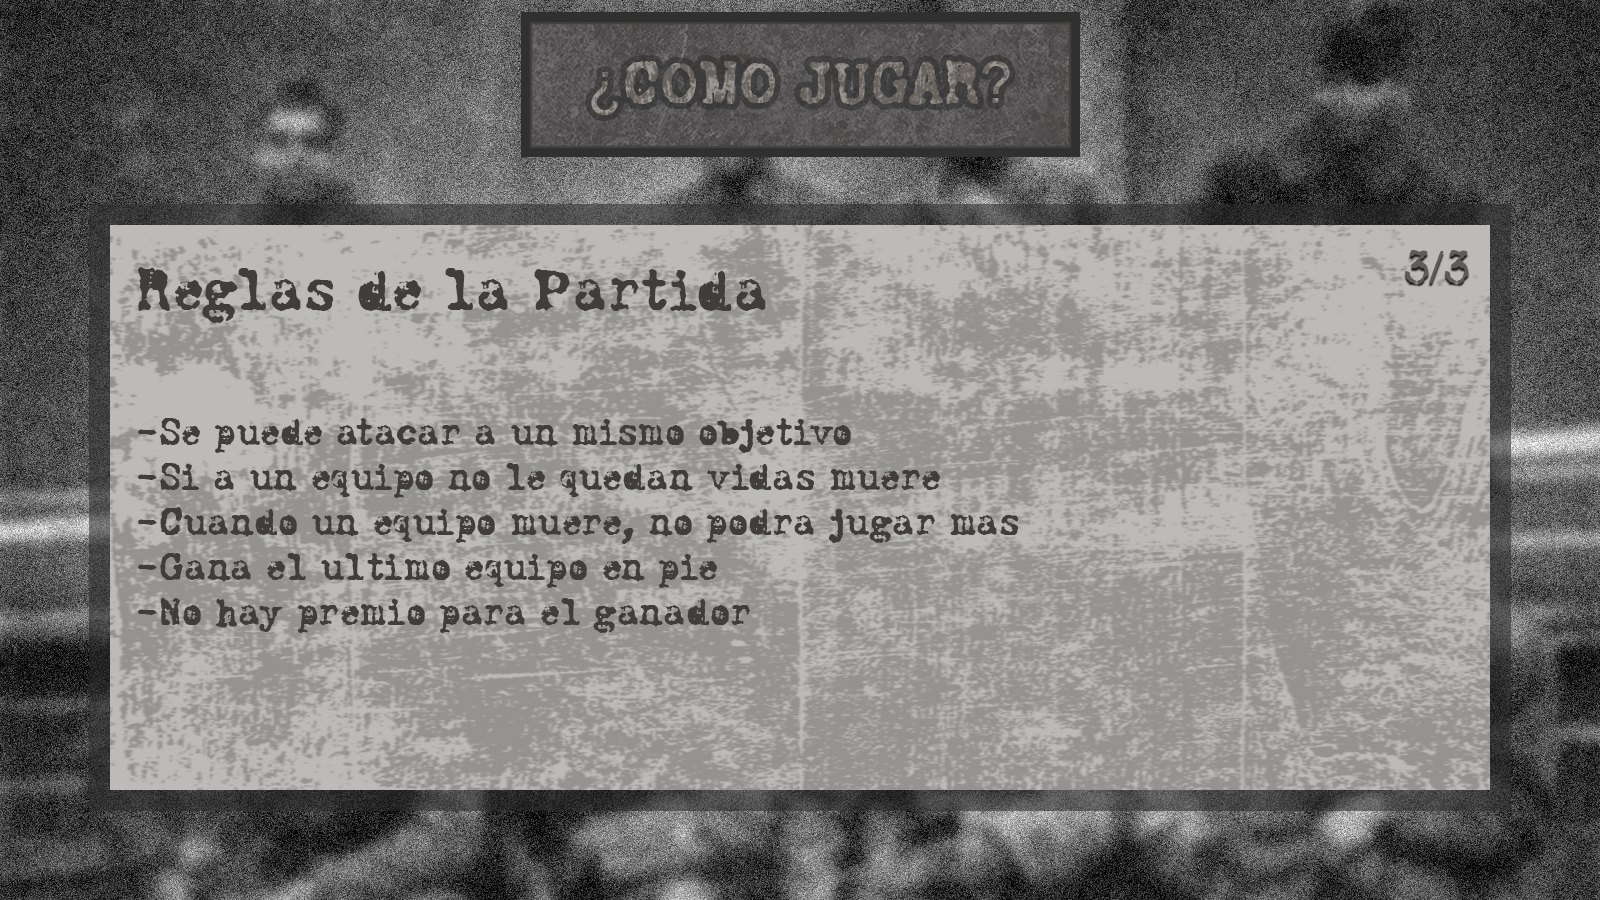 ¿COMO JUGAR?
3/3
Reglas de la Partida
-Se puede atacar a un mismo objetivo
-Si a un equipo no le quedan vidas muere
-Cuando un equipo muere, no podra jugar mas
-Gana el ultimo equipo en pie
-No hay premio para el ganador